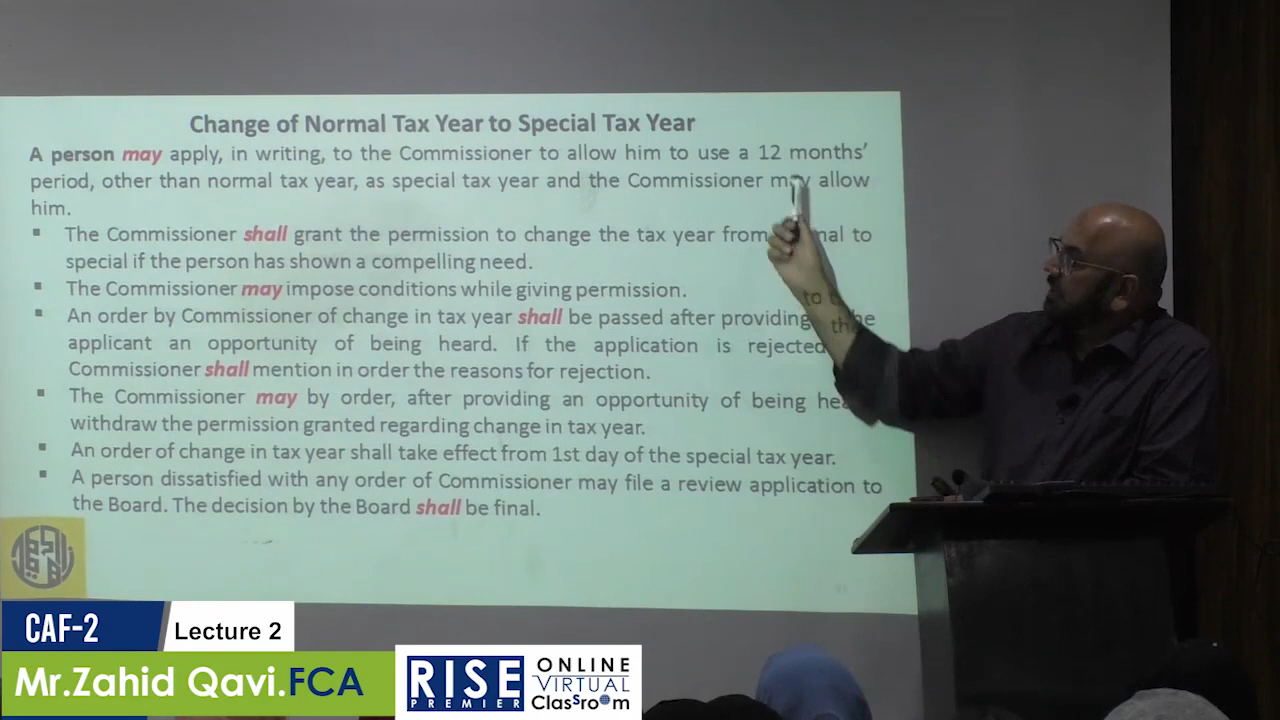 Change of Normal Tax Year to Special Tax Year
A person may apply, in writing, to the Commissioner to allow him to use a 12 months’
period, other than normal tax year, as special tax year and the Commissioner may allow
him.
▪ The Commissioner shall grant the permission to change the tax year from nal to
special if the person has shown a compelling need.
▪ The Commissioner may impose conditions while giving permission.
▪ An order by Commissioner of change in tax year shall be passed after providing to the
applicant an opportunity of being heard. If the application is rejected the
Commissioner shall mention in order the reasons for rejection.
▪ The Commissioner may by order, after providing an opportunity of being hea
withdraw the permission granted regarding change in tax year.
▪ An order of change in tax year shall take effect from 1st day of the special tax year.
▪ A person dissatisfied with any order of Commissioner may file a review application to
the Board. The decision by the Board shall be final.
CAF-2
Lecture 2
Mr.Zahid Qavi.FCA
RISE
PREMIER
ONLINE
VIRTUAL
Classroom